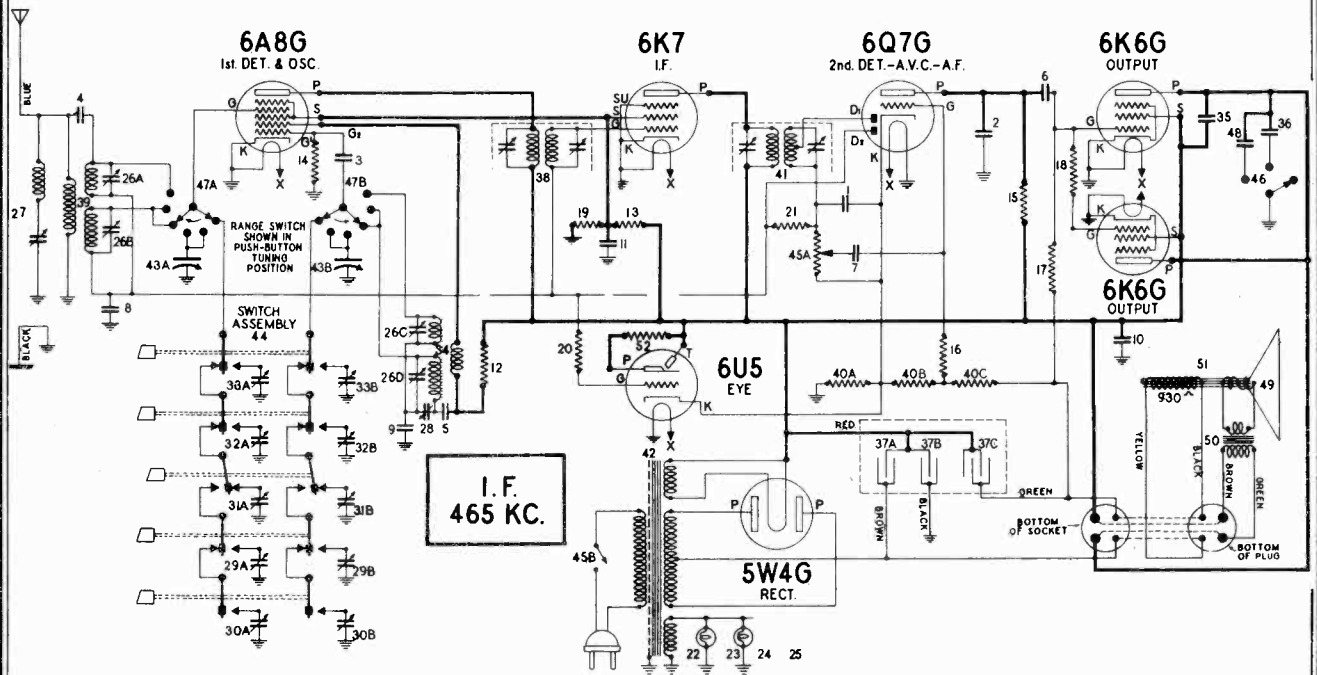 6A8G
1st. DET. & OSC.
6K7
I.F.
6Q7G
2nd. DET.-A.V.C.-A.F.
6K6G
OUTPUT
BLUE
4
27
39
26A
26B
8
BLACK
G
P
S
G2
G1
K
X
14
3
47A
47B
RANGE SWITCH
SHOWN IN
PUSH-BUTTON
TUNING
POSITION
43A
43B
SWITCH
ASSEMBLY
44
33B
32A
32B
31A
31B
29A
29B
30A
30B
26C
26D
9
28
5
12
38
SU
S
G
K
P
X
19
13
11
20
52
P
T
G
K
X
6U5
EYE
41
D1
D2
K
P
G
X
1
21
45A
7
2
15
6
16
40A
40B
40C
17
18
G
K
P
S
X
35
48
36
46
G
K
S
P
6K6G
OUTPUT
10
RED
37A
37B
37C
BROWN
BLACK
GREEN
51
49
930
50
YELLOW
BLACK
BROWN
GREEN
BOTTOM
OF SOCKET
BOTTOM
OF PLUG
I.F.
465 KC.
42
45B
P
P
5W4G
RECT.
22
23
24
25